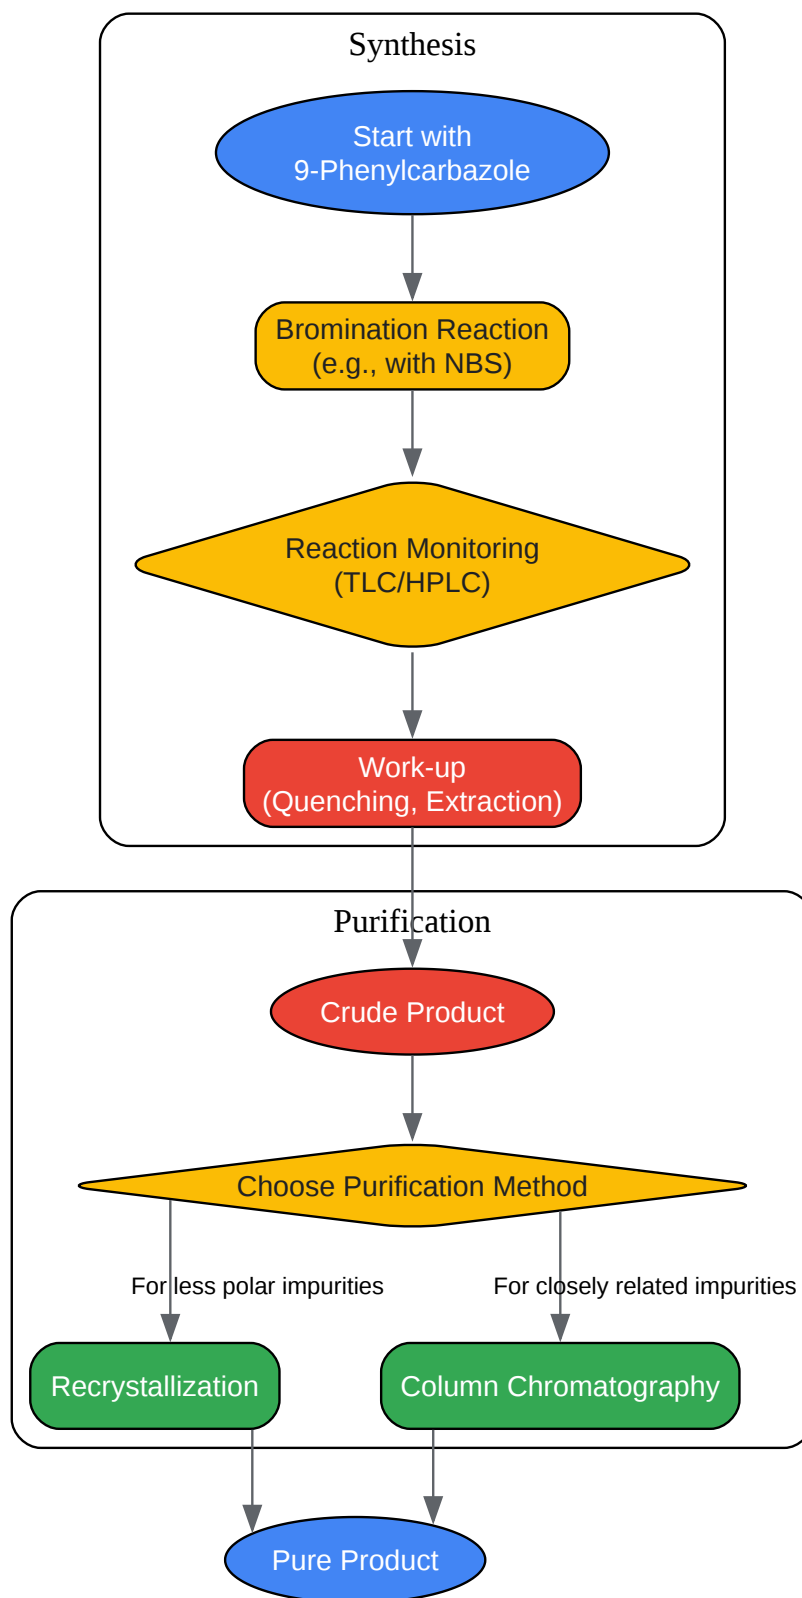 Synthesis
Start with
9-Phenylcarbazole
Bromination Reaction
(e.g., with NBS)
Reaction Monitoring
(TLC/HPLC)
Work-up
(Quenching, Extraction)
Purification
Crude Product
Choose Purification Method
For less polar impurities
For closely related impurities
Recrystallization
Column Chromatography
Pure Product